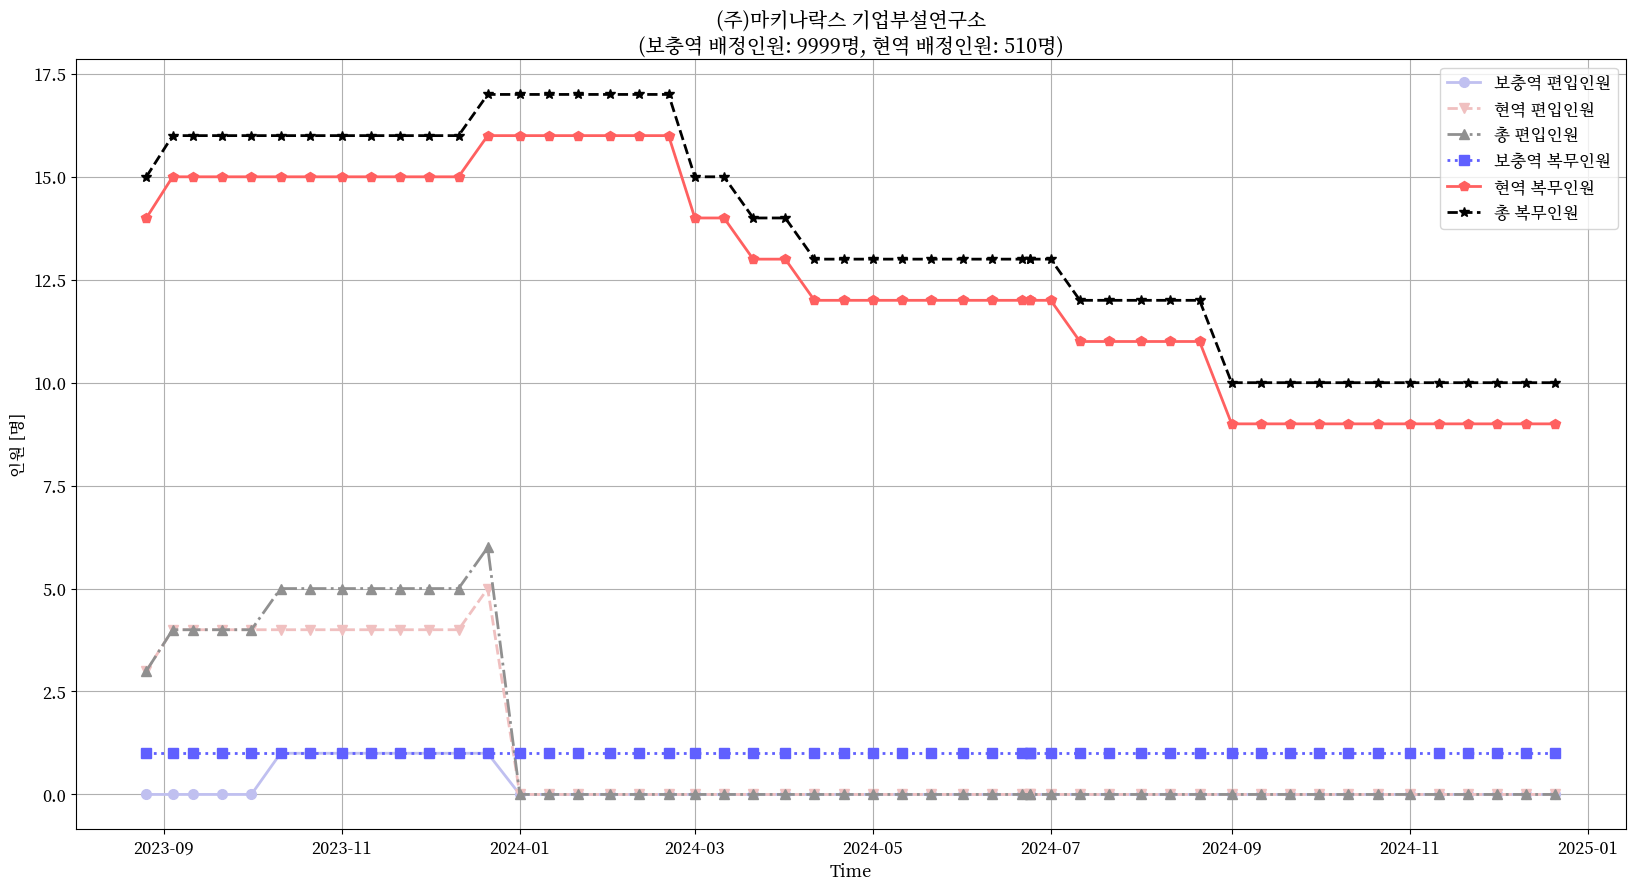 (주)마키나락스 기업부설연구소
(보충역 배정인원: 9999명, 현역 배정인원: 510명)
17.5
15.0
12.5
10.0
7.5
5.0
2.5
0.0
인원 [명]
보충역 편입인원
현역 편입인원
총 편입인원
보충역 복무인원
현역 복무인원
총 복무인원
2023-09 2023-11 2024-01 2024-03 2024-05 2024-07 2024-09 2024-11 2025-01
Time